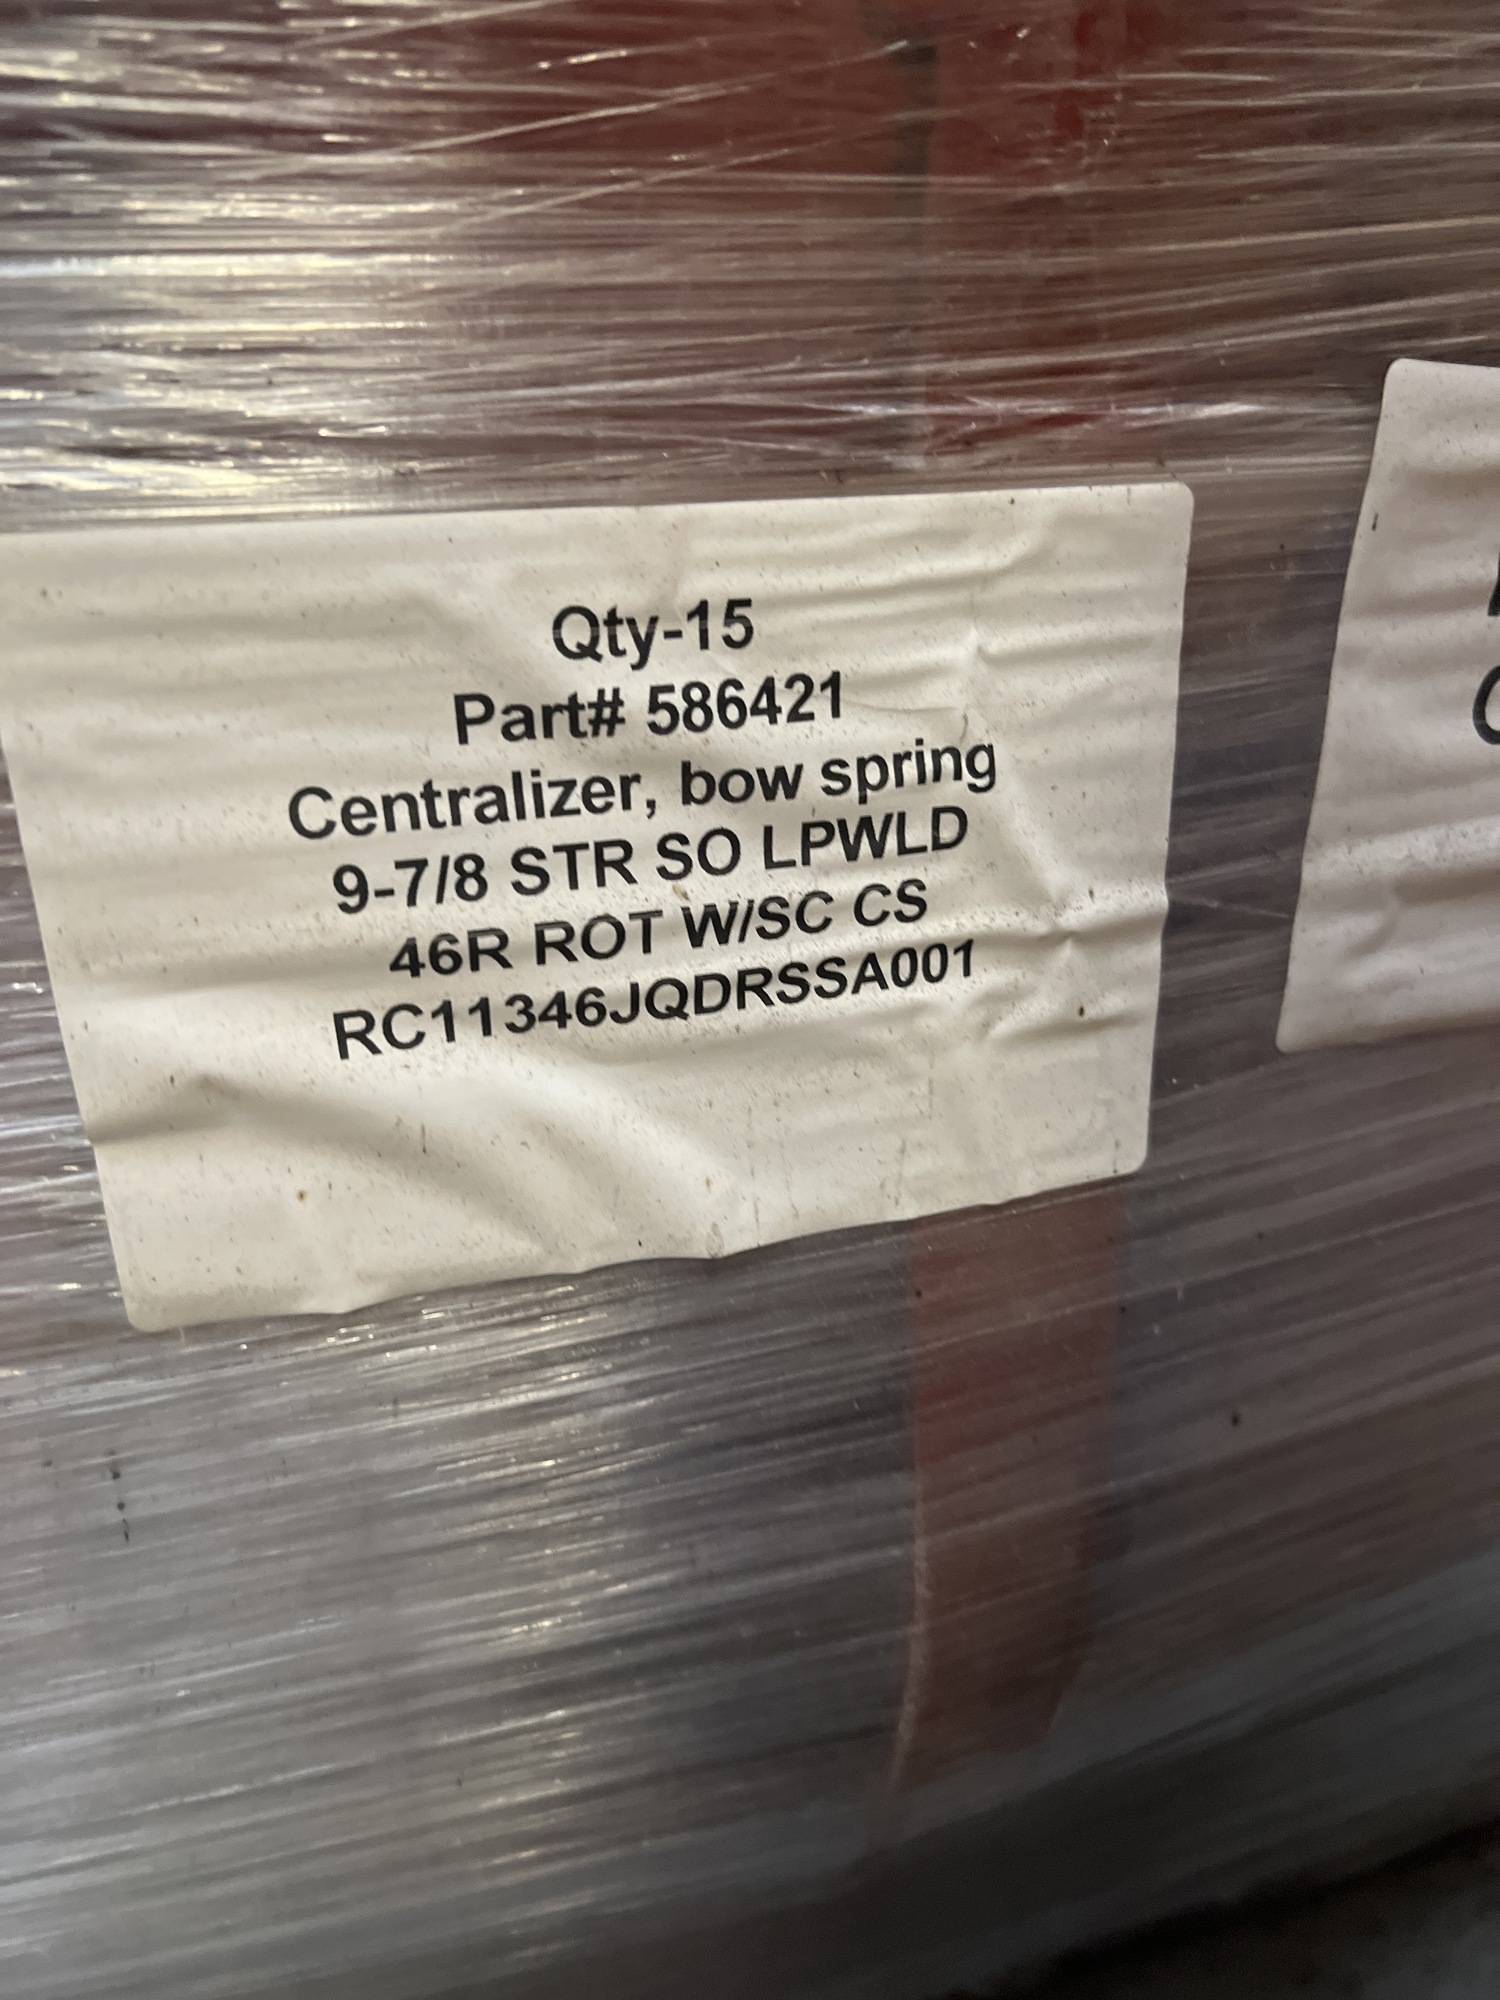 Qty-15
Part# 586421
Centralizer, bow spring
9-7/8 STR SO LPWLD
46R ROT W/SC CS
RC11346JQDRSSA001